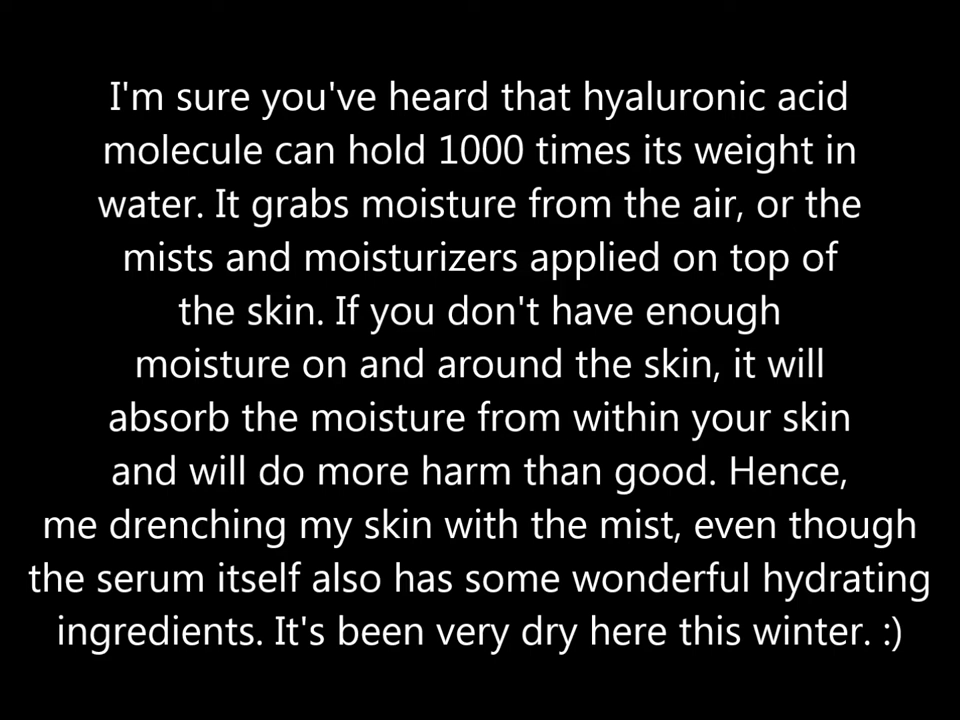 I'm sure you've heard that hyaluronic acid
molecule can hold 1000 times its weight in
water. It grabs moisture from the air, or the
mists and moisturizers applied on top of
the skin. If you don't have enough
moisture on and around the skin, it will
absorb the moisture from within your skin
and will do more harm than good. Hence,
me drenching my skin with the mist, even though
the serum itself also has some wonderful hydrating
ingredients. It's been very dry here this winter. :)